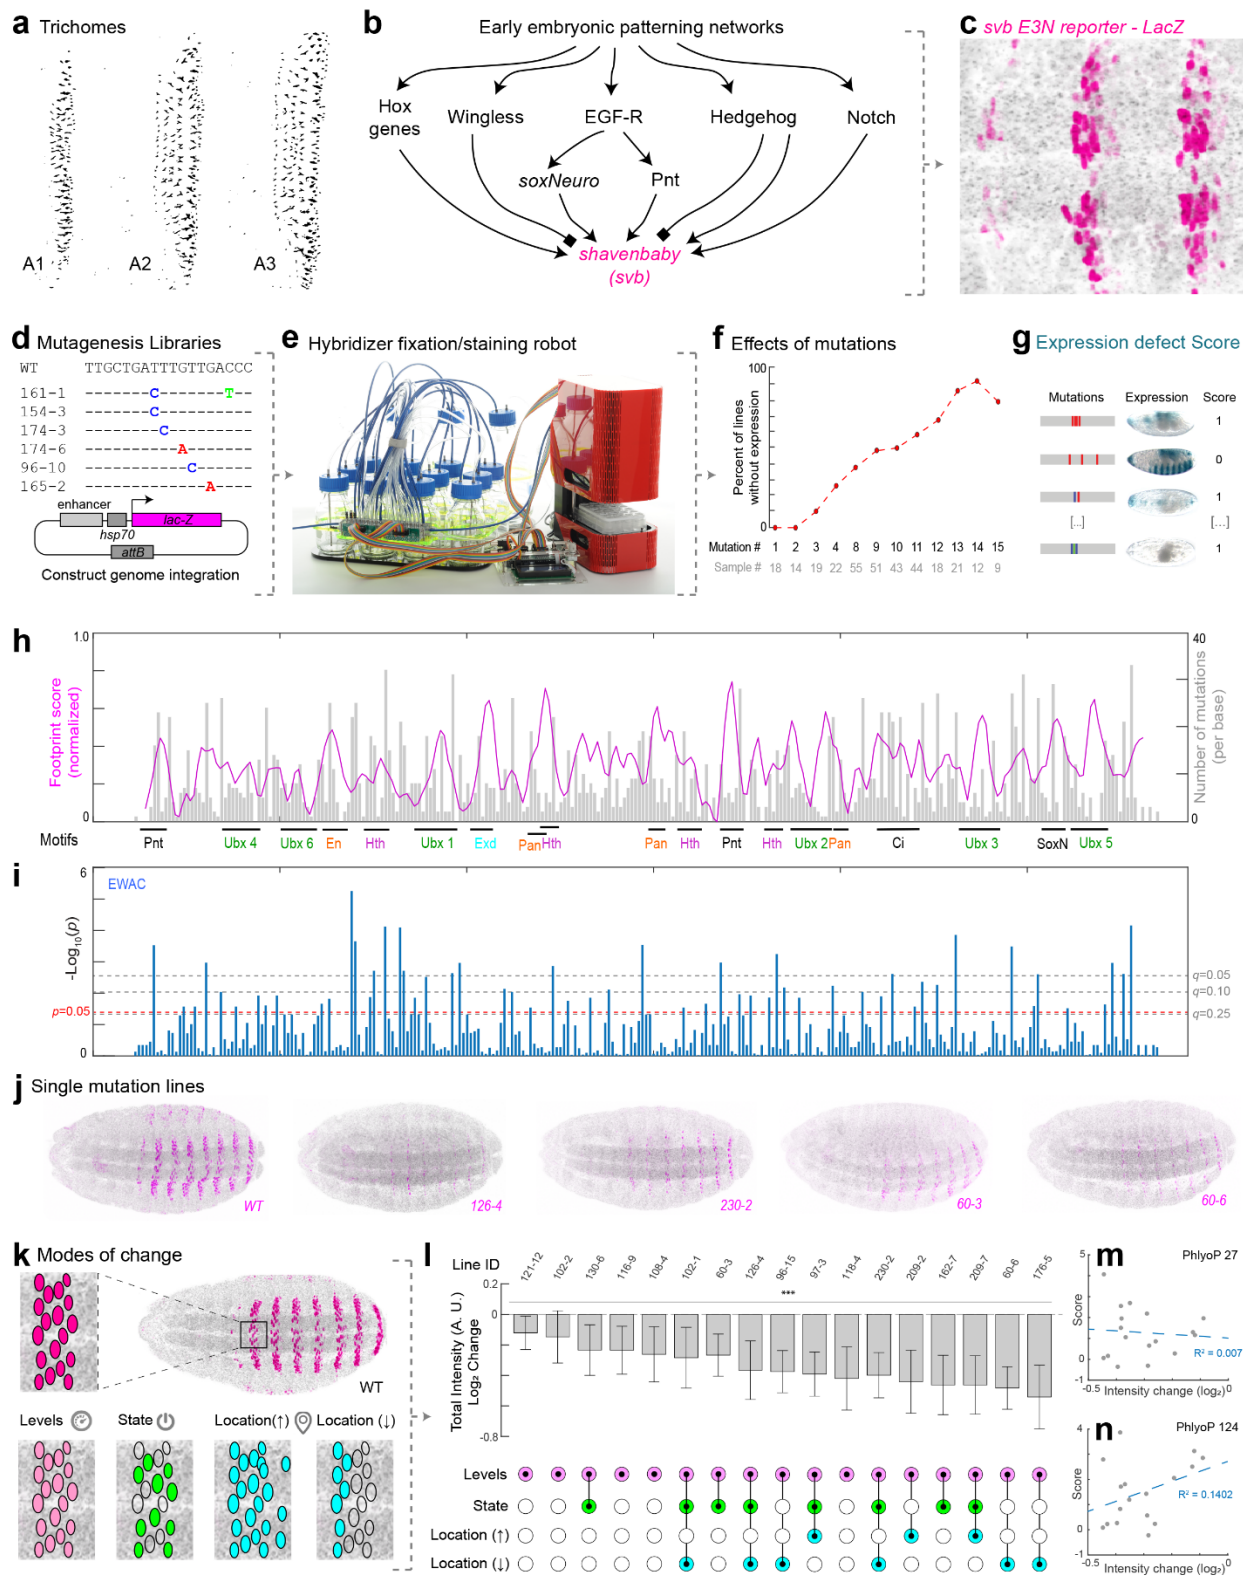 a Trichomes
A1 A2 A3
b
Early embryonic patterning networks
Hox genes
Wingless
EGF-R
Hedgehog
Notch
soxNeuro
Pnt
shavenbaby
(svb)
c svb E3N reporter - LacZ
d Mutagenesis Libraries
WT TTGCTGATTTGTTGACCC
161-1 --------C-------T--
154-3 C
174-3 C
174-6 A
96-10 C
165-2 A
enhancer
lac-Z
hsp70
attB
Construct genome integration
e Hybridizer fixation/staining robot
f Effects of mutations
Percent of lines
without expression
100
50
0
Mutation # 1 2 3 4 8 9 10 11 12 13 14 15
Sample # 18 14 19 22 55 51 43 44 18 21 12 9
g Expression defect Score
Mutations Expression Score
1
0
1
[...] [...]
1
h
Footprint score
(normalized)
1.0
0
40
20
0
Number of mutations
(per base)
Motifs Pnt Ubx 4 Ubx 6 En Hth Ubx 1 Exd Pan Hth Pan Hth Pnt Hth Ubx 2 Pan Ci Ubx 3 SoxN Ubx 5
i
EWAC
-Log₁₀(p)
6
0
p=0.05
q=0.05
q=0.10
q=0.25
j Single mutation lines
WT
126-4
230-2
60-3
60-6
k Modes of change
WT
Levels State Location(↑) Location (↓)
l
Line ID 121-12 102-2 130-6 116-9 108-4 102-1 60-3 126-4 96-15 97-3 118-4 230-2 209-2 162-7 209-7 60-6 176-5
Total Intensity (A. U.)
Log₂ Change
0.2
0
-0.8
***
Levels
State
Location (↑)
Location (↓)
m PhlyoP 27
Score
5
0
-1
R² = 0.007
-0.5 0
Intensity change (log₂)
n PhlyoP 124
Score
4
2
0
-1
R² = 0.1402
-0.5 0
Intensity change (log₂)